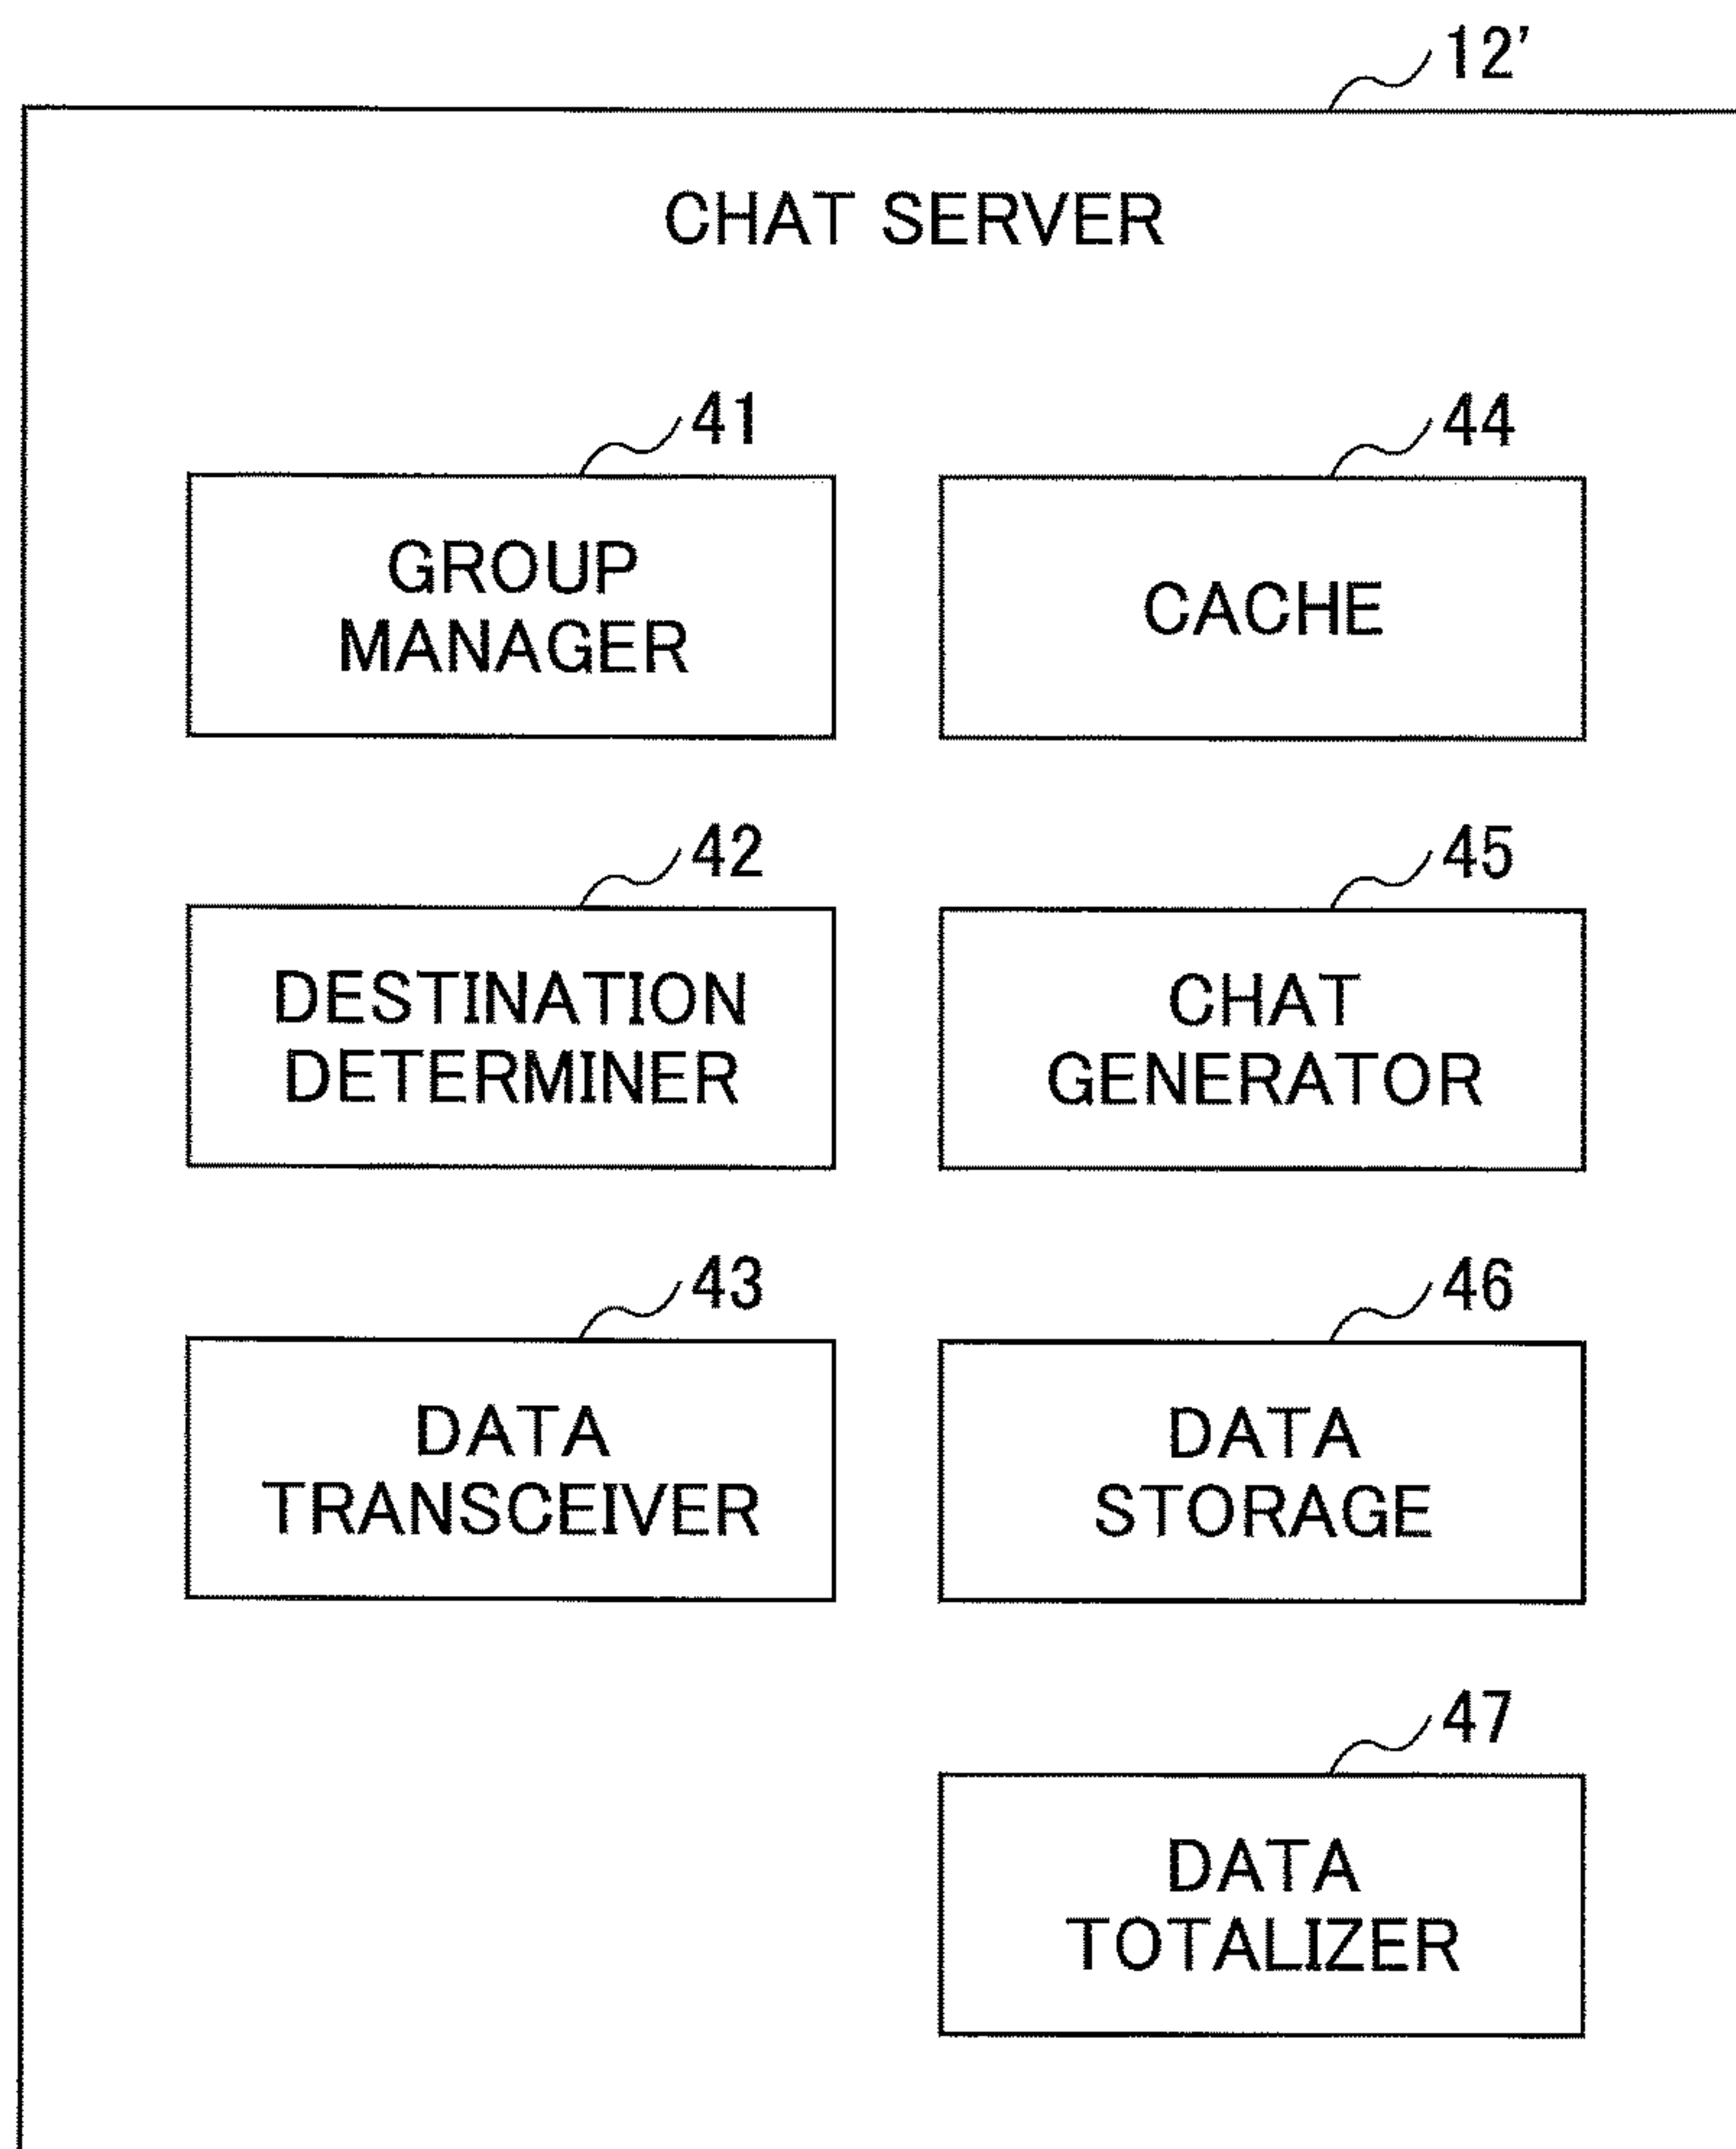 12'
CHAT SERVER
41
GROUP
MANAGER
44
CACHE
42
DESTINATION
DETERMINER
45
CHAT
GENERATOR
43
DATA
TRANSCEIVER
46
DATA
STORAGE
47
DATA
TOTALIZER